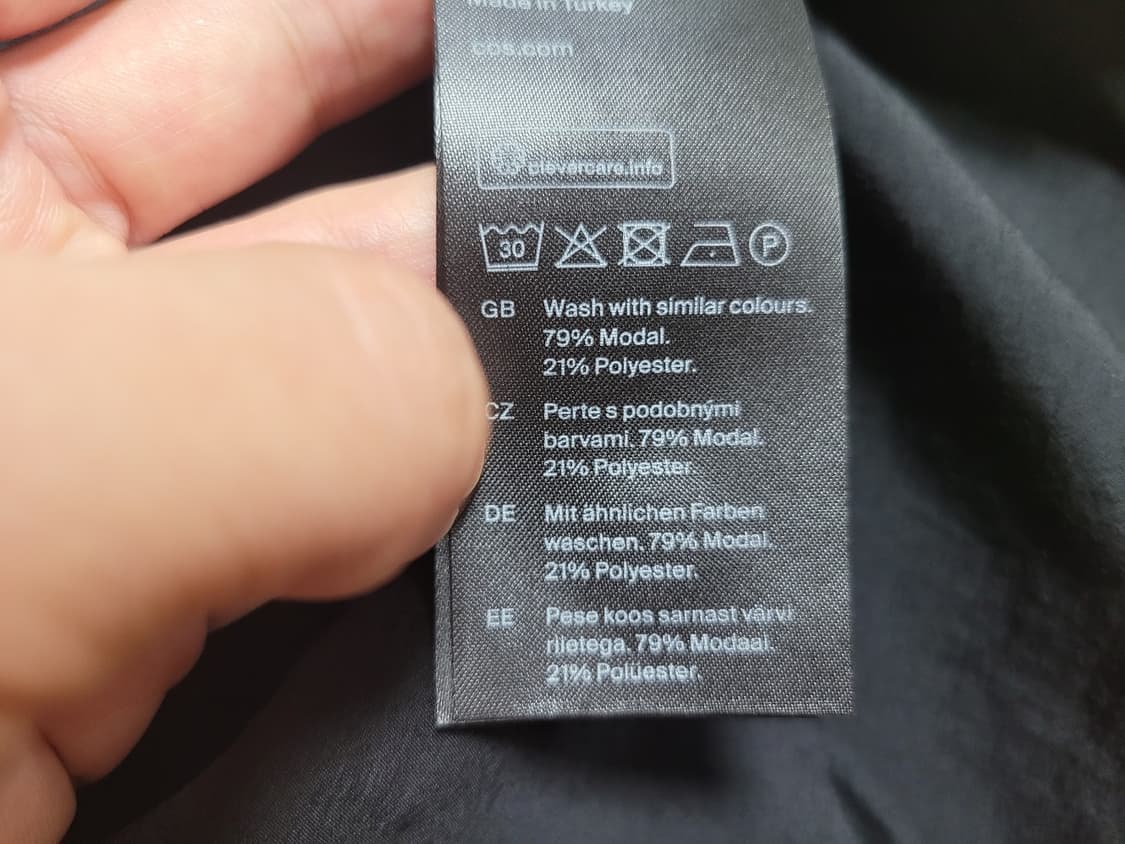 Made in Turkey
cos.com
clevercare.info
30
P
GB Wash with similar colours.
79% Modal.
21% Polyester.
CZ Perte s podobnými
barvami. 79% Modal.
21% Polyester.
DE Mit ähnlichen Farben
waschen. 79% Modal.
21% Polyester.
EE Pese koos sarnast värvi
riietega. 79% Modaal.
21% Polüester.